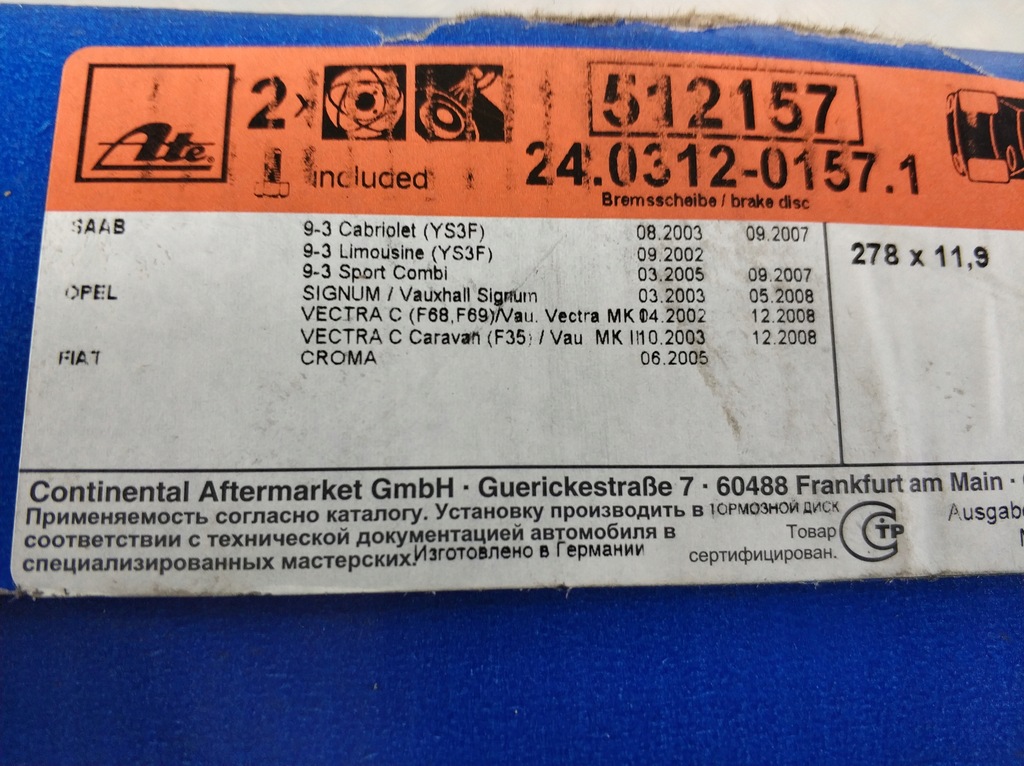 Ate
2x
512157
24.0312-0157.1
included
Bremsscheibe / brake disc
SAAB 9-3 Cabriolet (YS3F) 08.2003 09.2007
9-3 Limousine (YS3F) 09.2002
9-3 Sport Combi 03.2005 09.2007
OPEL SIGNUM / Vauxhall Signum 03.2003 05.2008
VECTRA C (F68,F69)/Vau. Vectra MK 04.2002 12.2008
VECTRA C Caravan (F35) / Vau MK 10.2003 12.2008
FIAT CROMA 06.2005
278 x 11,9
Continental Aftermarket GmbH · Guerickestraße 7 · 60488 Frankfurt am Main ·
Применяемость согласно каталогу. Установку производить в
соответствии с технической документацией автомобиля в
специализированных мастерских.
Изготовлено в Германии
ТОРМОЗНОЙ ДИСК
Товар
сертифицирован.
СТР